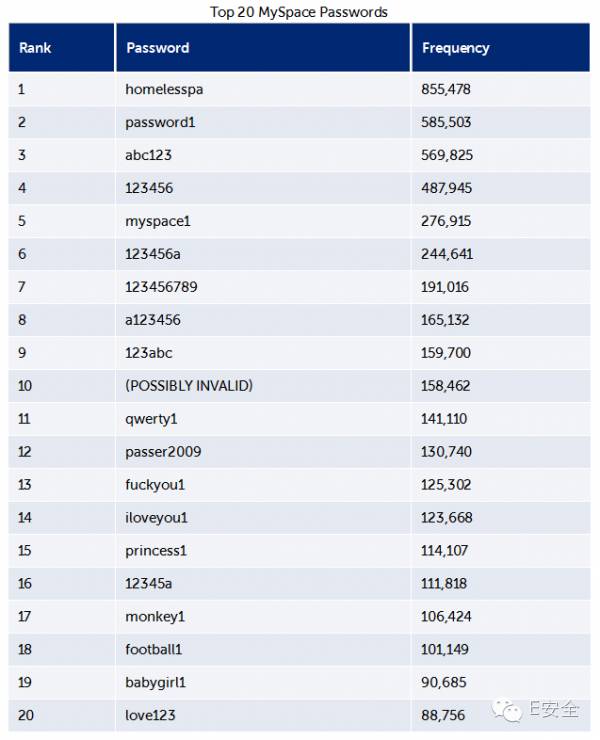 Top 20 MySpace Passwords
Rank Password Frequency
1 homelesspa 855,478
2 password1 585,503
3 abc123 569,825
4 123456 487,945
5 myspace1 276,915
6 123456a 244,641
7 123456789 191,016
8 a123456 165,132
9 123abc 159,700
10 (POSSIBLY INVALID) 158,462
11 qwerty1 141,110
12 passer2009 130,740
13 fuckyou1 125,302
14 iloveyou1 123,668
15 princess1 114,107
16 12345a 111,818
17 monkey1 106,424
18 football1 101,149
19 babygirl1 90,685
20 love123 88,756
E安全